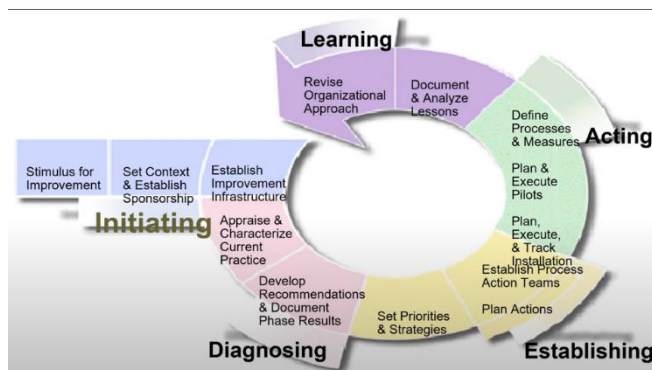 Learning
Revise
Organizational
Approach
Document
& Analyze
Lessons
Acting
Define
Processes
& Measures
Plan &
Execute
Pilots
Plan,
Execute,
& Track
Installation
Stimulus for
Improvement
Set Context
& Establish
Sponsorship
Establish
Improvement
Infrastructure
Initiating
Appraise &
Characterize
Current
Practice
Develop
Recommendations
& Document
Phase Results
Diagnosing
Set Priorities
& Strategies
Establish Process
Action Teams
Plan Actions
Establishing